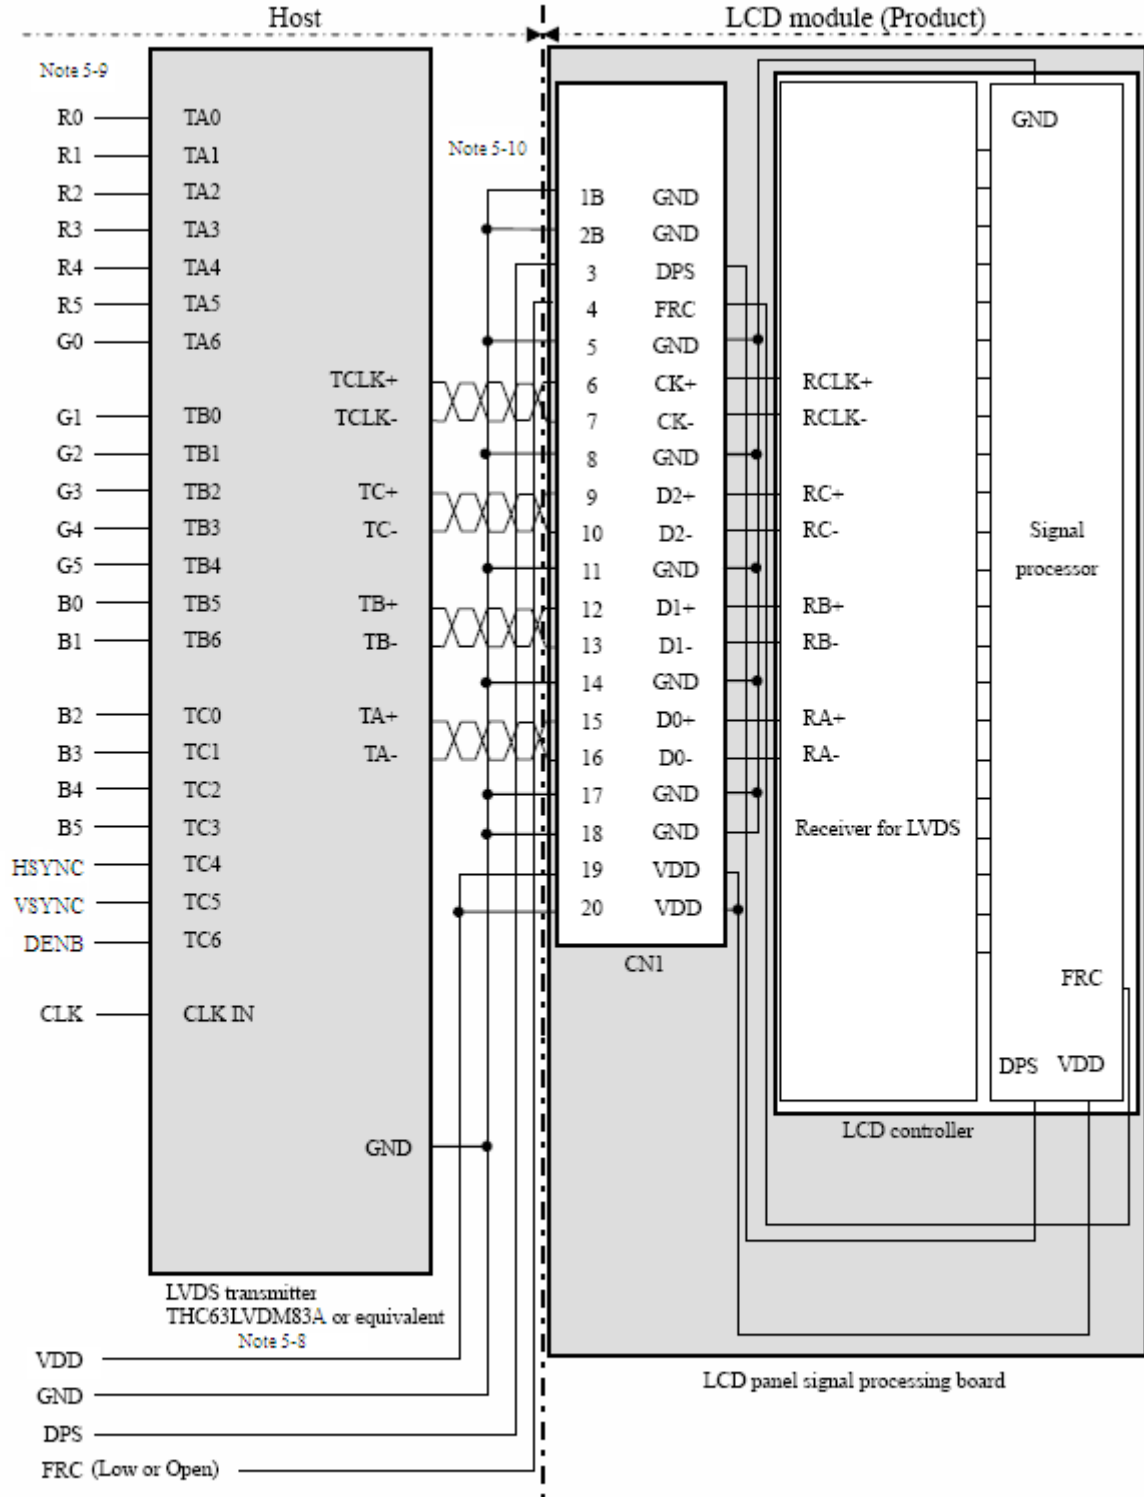 Host
LCD module (Product)
Note 5-9
R0 TA0
R1 TA1
R2 TA2
R3 TA3
R4 TA4
R5 TA5
G0 TA6
TCLK+
G1 TB0 TCLK-
G2 TB1
G3 TB2 TC+
G4 TB3 TC-
G5 TB4
B0 TB5 TB+
B1 TB6 TB-
B2 TC0 TA+
B3 TC1 TA-
B4 TC2
B5 TC3
HSYNC TC4
VSYNC TC5
DENB TC6
CLK CLK IN
GND
LVDS transmitter
THC63LVDM83A or equivalent
Note 5-8
VDD
GND
DPS
FRC (Low or Open)
Note 5-10
1B GND
2B GND
3 DPS
4 FRC
5 GND
6 CK+
7 CK-
8 GND
9 D2+
10 D2-
11 GND
12 D1+
13 D1-
14 GND
15 D0+
16 D0-
17 GND
18 GND
19 VDD
20 VDD
CN1
RCLK+
RCLK-
RC+
RC-
RB+
RB-
RA+
RA-
Receiver for LVDS
GND
Signal
processor
FRC
DPS VDD
LCD controller
LCD panel signal processing board